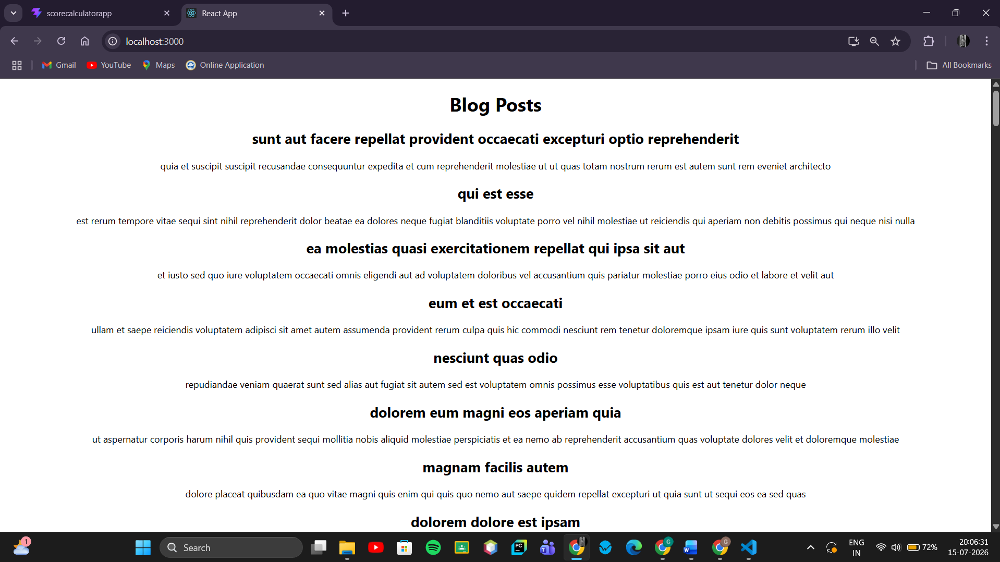 scorecalculatorapp
React App
localhost:3000
Gmail
YouTube
Maps
Online Application
All Bookmarks
Blog Posts
sunt aut facere repellat provident occaecati excepturi optio reprehenderit
quia et suscipit suscipit recusandae consequuntur expedita et cum reprehenderit molestiae ut ut quas totam nostrum rerum est autem sunt rem eveniet architecto
qui est esse
est rerum tempore vitae sequi sint nihil reprehenderit dolor beatae ea dolores neque fugiat blanditiis voluptate porro vel nihil molestiae ut reiciendis qui aperiam non debitis possimus qui neque nisi nulla
ea molestias quasi exercitationem repellat qui ipsa sit aut
et iusto sed quo iure voluptatem occaecati omnis eligendi aut ad voluptatem doloribus vel accusantium quis pariatur molestiae porro eius odio et labore et velit aut
eum et est occaecati
ullam et saepe reiciendis voluptatem adipisci sit amet autem assumenda provident rerum culpa quis hic commodi nesciunt rem tenetur doloremque ipsam iure quis sunt voluptatem rerum illo velit
nesciunt quas odio
repudiandae veniam quaerat sunt sed alias aut fugiat sit autem sed est voluptatem omnis possimus esse voluptatibus quis est aut tenetur dolor neque
dolorem eum magni eos aperiam quia
ut aspernatur corporis harum nihil quis provident sequi mollitia nobis aliquid molestiae perspiciatis et ea nemo ab reprehenderit accusantium quas voluptate dolores velit et doloremque molestiae
magnam facilis autem
dolore placeat quibusdam ea quo vitae magni quis enim qui quis quo nemo aut saepe quidem repellat excepturi ut quia sunt ut sequi eos ea sed quas
dolorem dolore est ipsam
1
Search
PC
T
G
W
G
ENG
IN
72%
20:06:31
15-07-2026